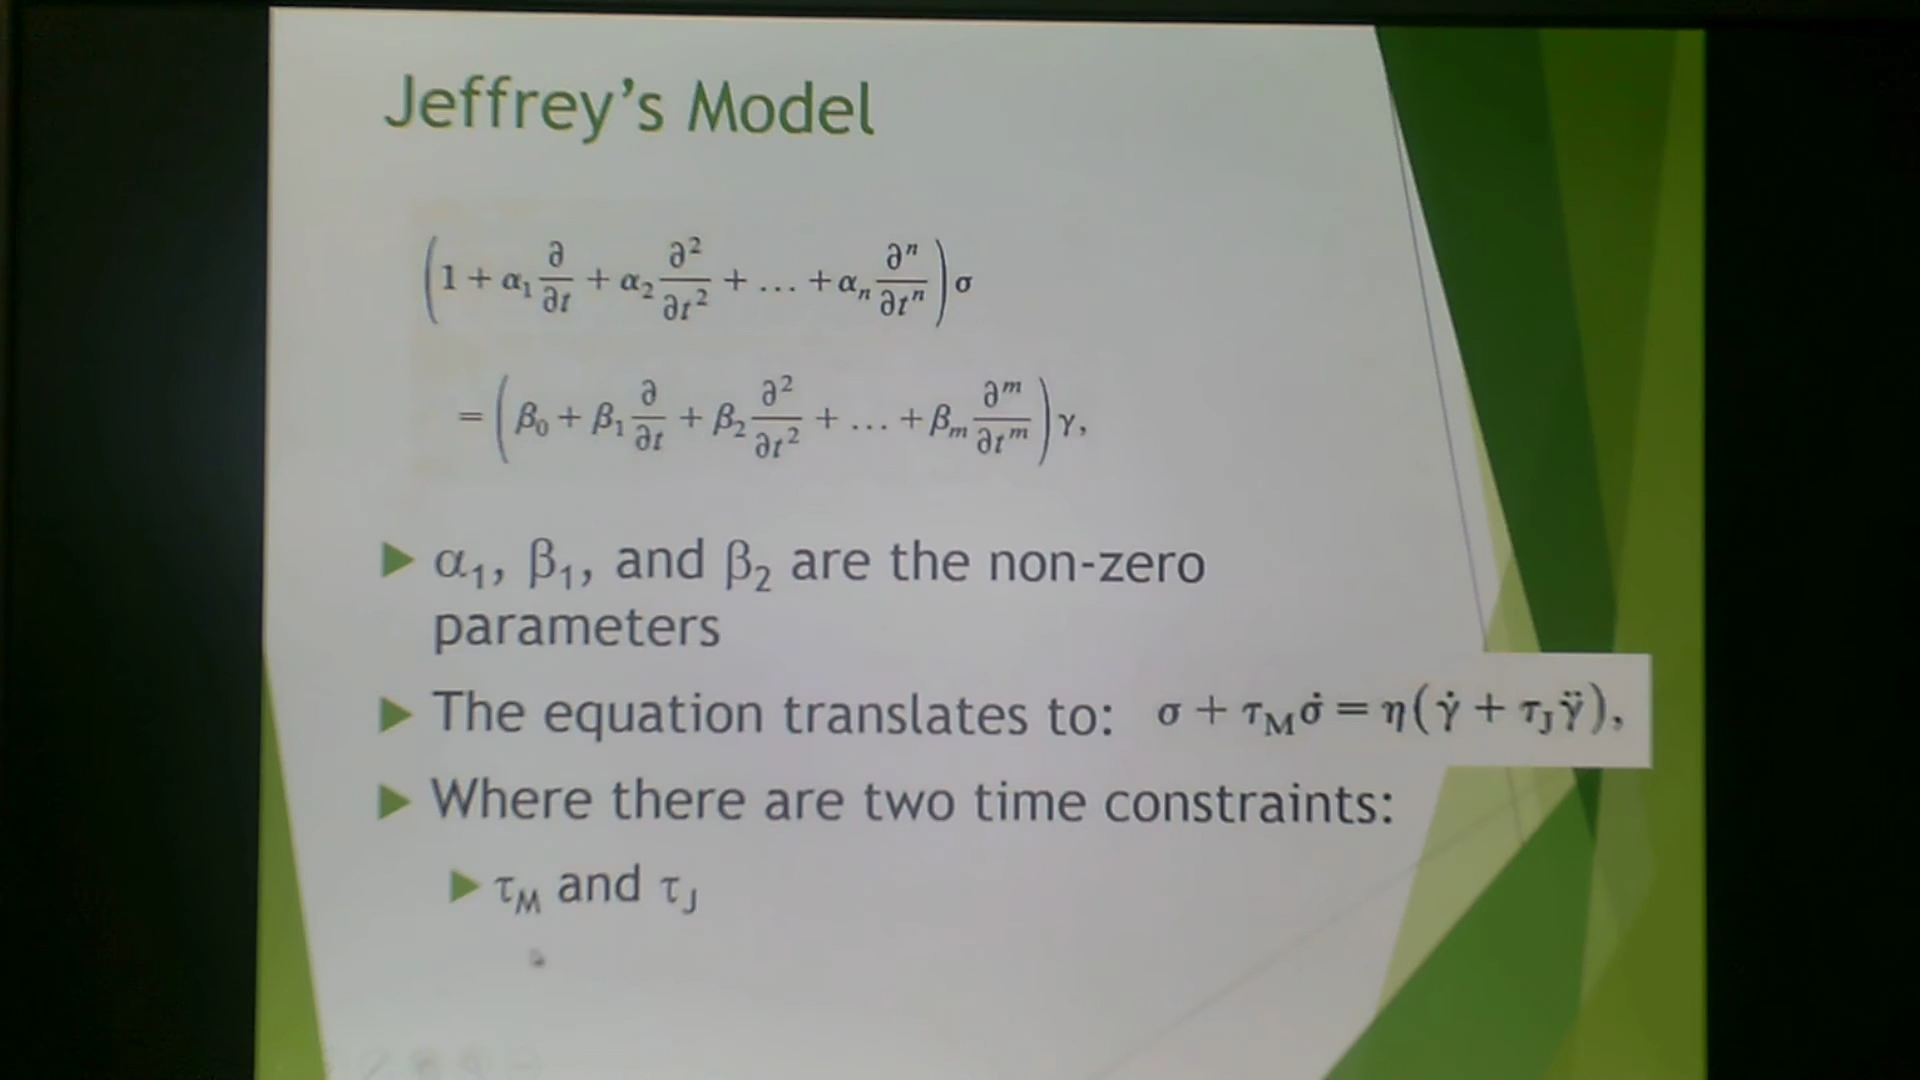 Jeffrey's Model
(1 + α₁ ∂/∂t + α₂ ∂²/∂t² + ... + αₙ ∂ⁿ/∂tⁿ) σ
= (β₀ + β₁ ∂/∂t + β₂ ∂²/∂t² + ... + βₘ ∂ᵐ/∂tᵐ) γ,
α₁, β₁, and β₂ are the non-zero
parameters
The equation translates to: σ + τ_M σ̇ = η(γ̇ + τ_J γ̈),
Where there are two time constraints:
τ_M and τ_J